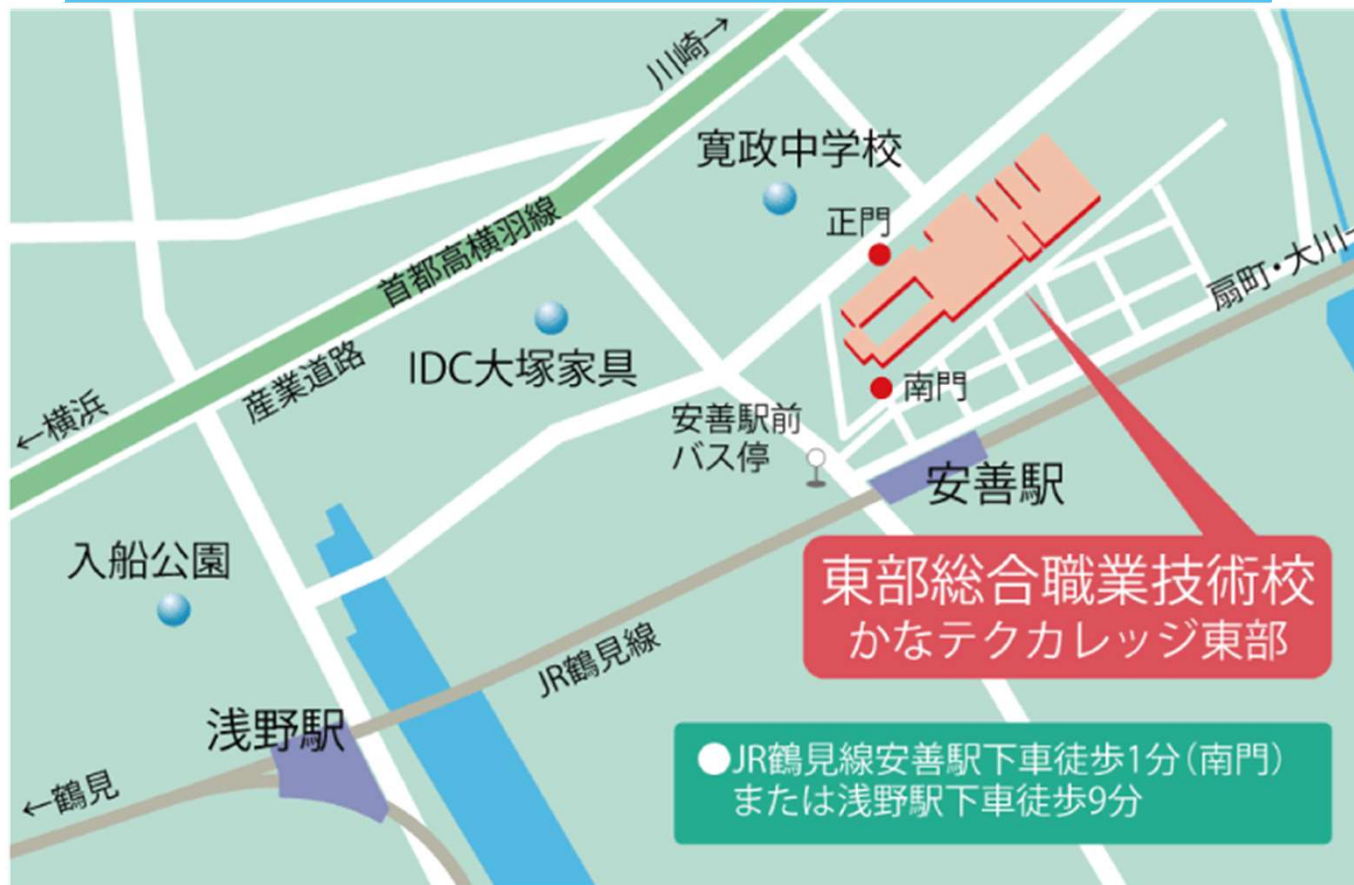 川崎→
寛政中学校
正門
首都高横羽線
扇町・大川→
IDC大塚家具
産業道路
←横浜
南門
安善駅前
バス停
安善駅
入船公園
東部総合職業技術校
かなテクカレッジ東部
JR鶴見線
浅野駅
←鶴見
●JR鶴見線安善駅下車徒歩1分（南門）
または浅野駅下車徒歩9分